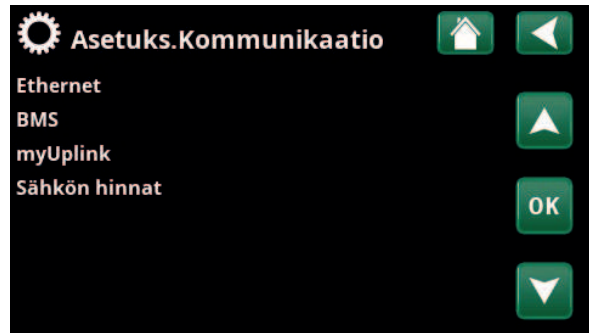 Asetuks.Kommunikaatio
Ethernet
BMS
myUplink
Sähkön hinnat
OK